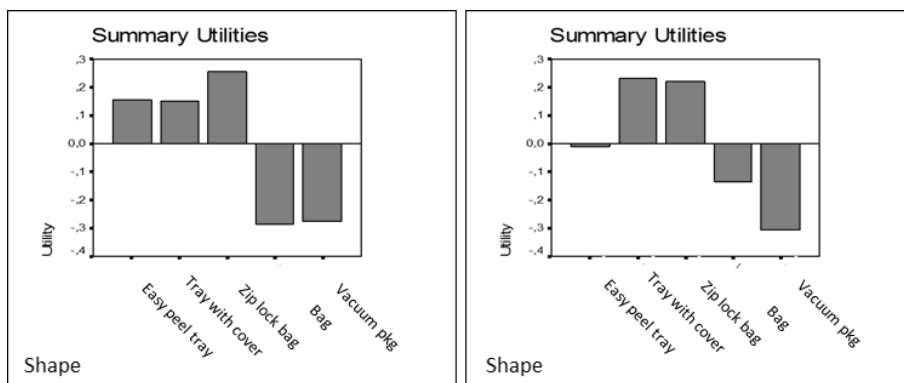 Summary Utilities
,3
,2
,1
0,0
-,1
-,2
-,3
-,4
Utility
Easy peel tray
Tray with cover
Zip lock bag
Bag
Vacuum pkg
Shape
Summary Utilities
,3
,2
,1
0,0
-,1
-,2
-,3
-,4
Utility
Easy peel tray
Tray with cover
Zip lock bag
Bag
Vacuum pkg
Shape